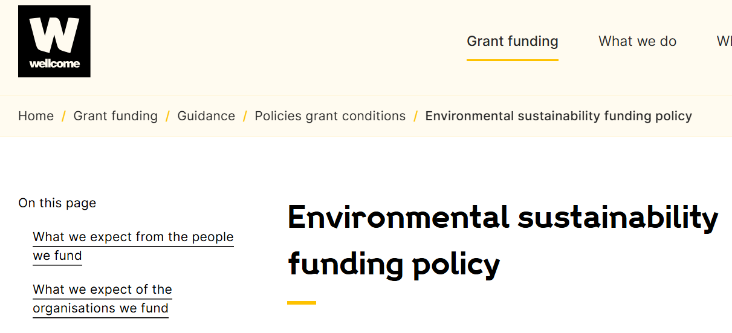 W
wellcome
Grant funding What we do
Home / Grant funding / Guidance / Policies grant conditions / Environmental sustainability funding policy
On this page
What we expect from the people
we fund
What we expect of the
organisations we fund
Environmental sustainability
funding policy